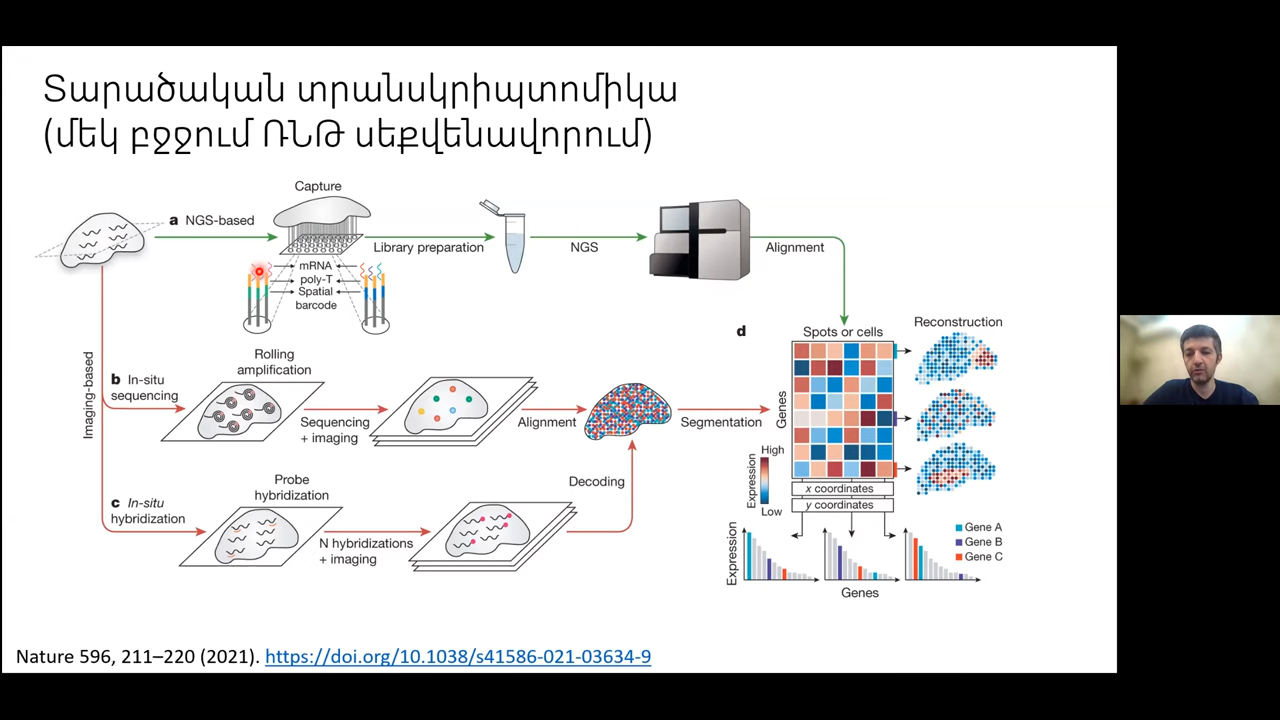 Տարածական տրանսկրիպտոմիկա
(մեկ բջջում ՌՆԹ սեքվենավորում)
Capture
a NGS-based
Library preparation
NGS
Alignment
mRNA
poly-T
Spatial
barcode
Imaging-based
b In-situ
sequencing
Rolling
amplification
Sequencing
+ imaging
Alignment
Segmentation
c In-situ
hybridization
Probe
hybridization
N hybridizations
+ imaging
Decoding
d
Spots or cells
Reconstruction
Genes
High
Expression
Low
x coordinates
y coordinates
Expression
Gene A
Gene B
Gene C
Genes
Nature 596, 211–220 (2021). https://doi.org/10.1038/s41586-021-03634-9